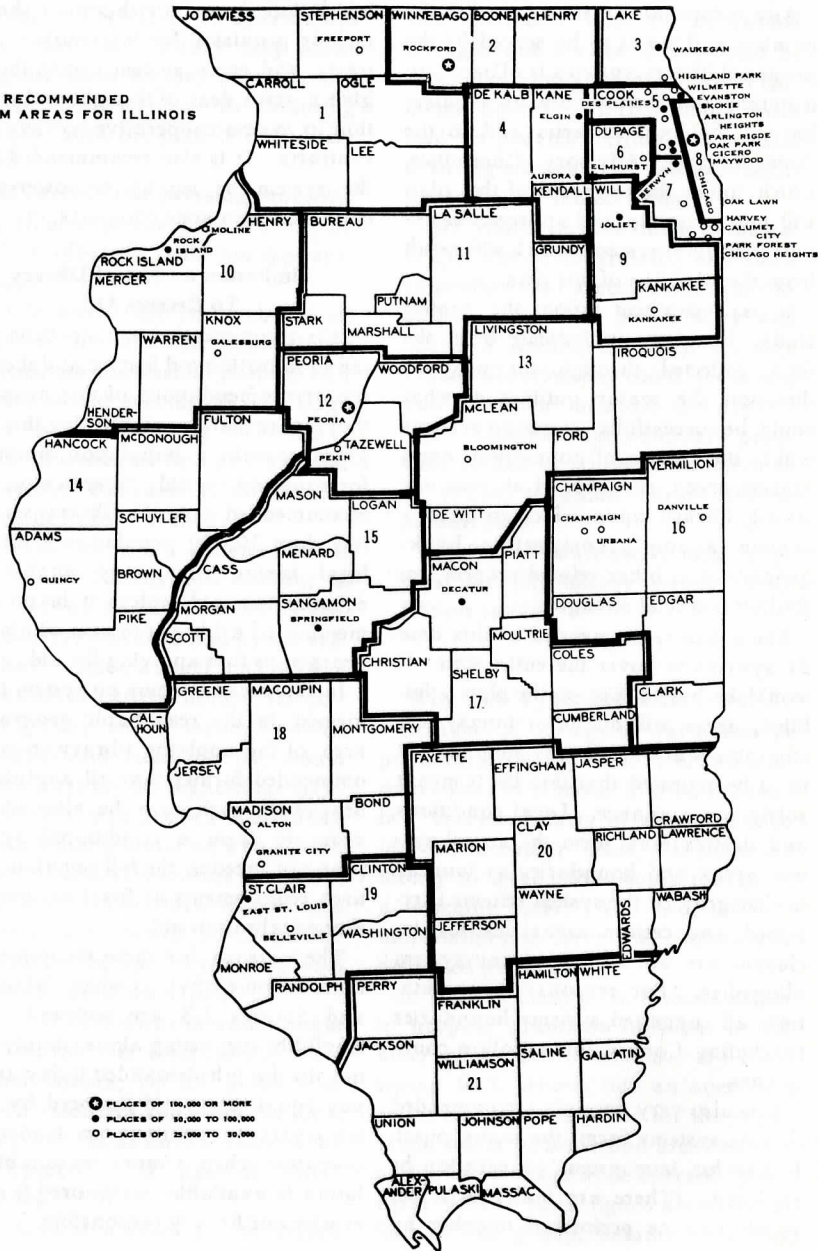 RECOMMENDED
M AREAS FOR ILLINOIS
JO DAVIESS
STEPHENSON
WINNEBAGO
BOONE
MCHENRY
LAKE
FREEPORT
ROCKFORD
2
3
WAUKEGAN
HIGHLAND PARK
WILMETTE
EVANSTON
SKOKIE
ARLINGTON
HEIGHTS
PARK RIGDE
OAK PARK
CICERO
MAYWOOD
CARROLL
OGLE
1
DE KALB
KANE
COOK
DES PLAINES
5
ELGIN
4
DU PAGE
6
ELMHURST
8
CHICAGO
WHITESIDE
LEE
AURORA
BERWYN
7
KENDALL
WILL
OAK LAWN
HARVEY
CALUMET
CITY
PARK FOREST
CHICAGO HEIGHTS
JOLIET
9
HENRY
BUREAU
LA SALLE
MOLINE
ROCK
ISLAND
ROCK ISLAND
10
11
GRUNDY
MERCER
KANKAKEE
KANKAKEE
PUTNAM
KNOX
STARK
MARSHALL
LIVINGSTON
WARREN
GALESBURG
13
IROQUOIS
PEORIA
WOODFORD
HENDER-
SON
12
PEORIA
MCLEAN
HANCOCK
MCDONOUGH
FULTON
TAZEWELL
PEKIN
BLOOMINGTON
FORD
VERMILION
14
MASON
LOGAN
CHAMPAIGN
SCHUYLER
15
DE WITT
CHAMPAIGN
URBANA
DANVILLE
16
ADAMS
MENARD
PIATT
QUINCY
BROWN
CASS
MACON
DECATUR
SANGAMON
SPRINGFIELD
PIKE
MORGAN
DOUGLAS
EDGAR
SCOTT
MOULTRIE
CHRISTIAN
COLES
SHELBY
GREENE
MACOUPIN
17
CLARK
CAL-
HOUN
18
MONTGOMERY
CUMBERLAND
JERSEY
FAYETTE
EFFINGHAM
JASPER
MADISON
ALTON
BOND
CRAWFORD
CLAY
RICHLAND
LAWRENCE
GRANITE CITY
MARION
20
CLINTON
ST. CLAIR
19
WABASH
EAST ST. LOUIS
WAYNE
BELLEVILLE
WASHINGTON
JEFFERSON
EDWARDS
MONROE
RANDOLPH
PERRY
HAMILTON
WHITE
FRANKLIN
JACKSON
SALINE
GALLATIN
WILLIAMSON
21
UNION
JOHNSON
POPE
HARDIN
ALEX-
ANDER
PULASKI
MASSAC
PLACES OF 100,000 OR MORE
PLACES OF 50,000 TO 100,000